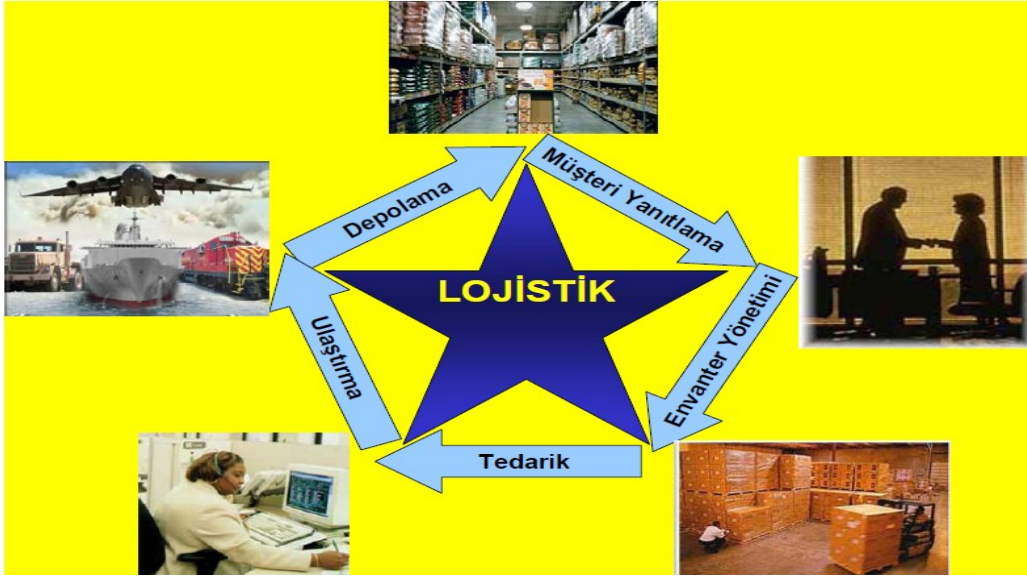 Depolama
Müşteri Yanıtlama
LOJİSTİK
Envanter Yönetimi
Ulaştırma
Tedarik